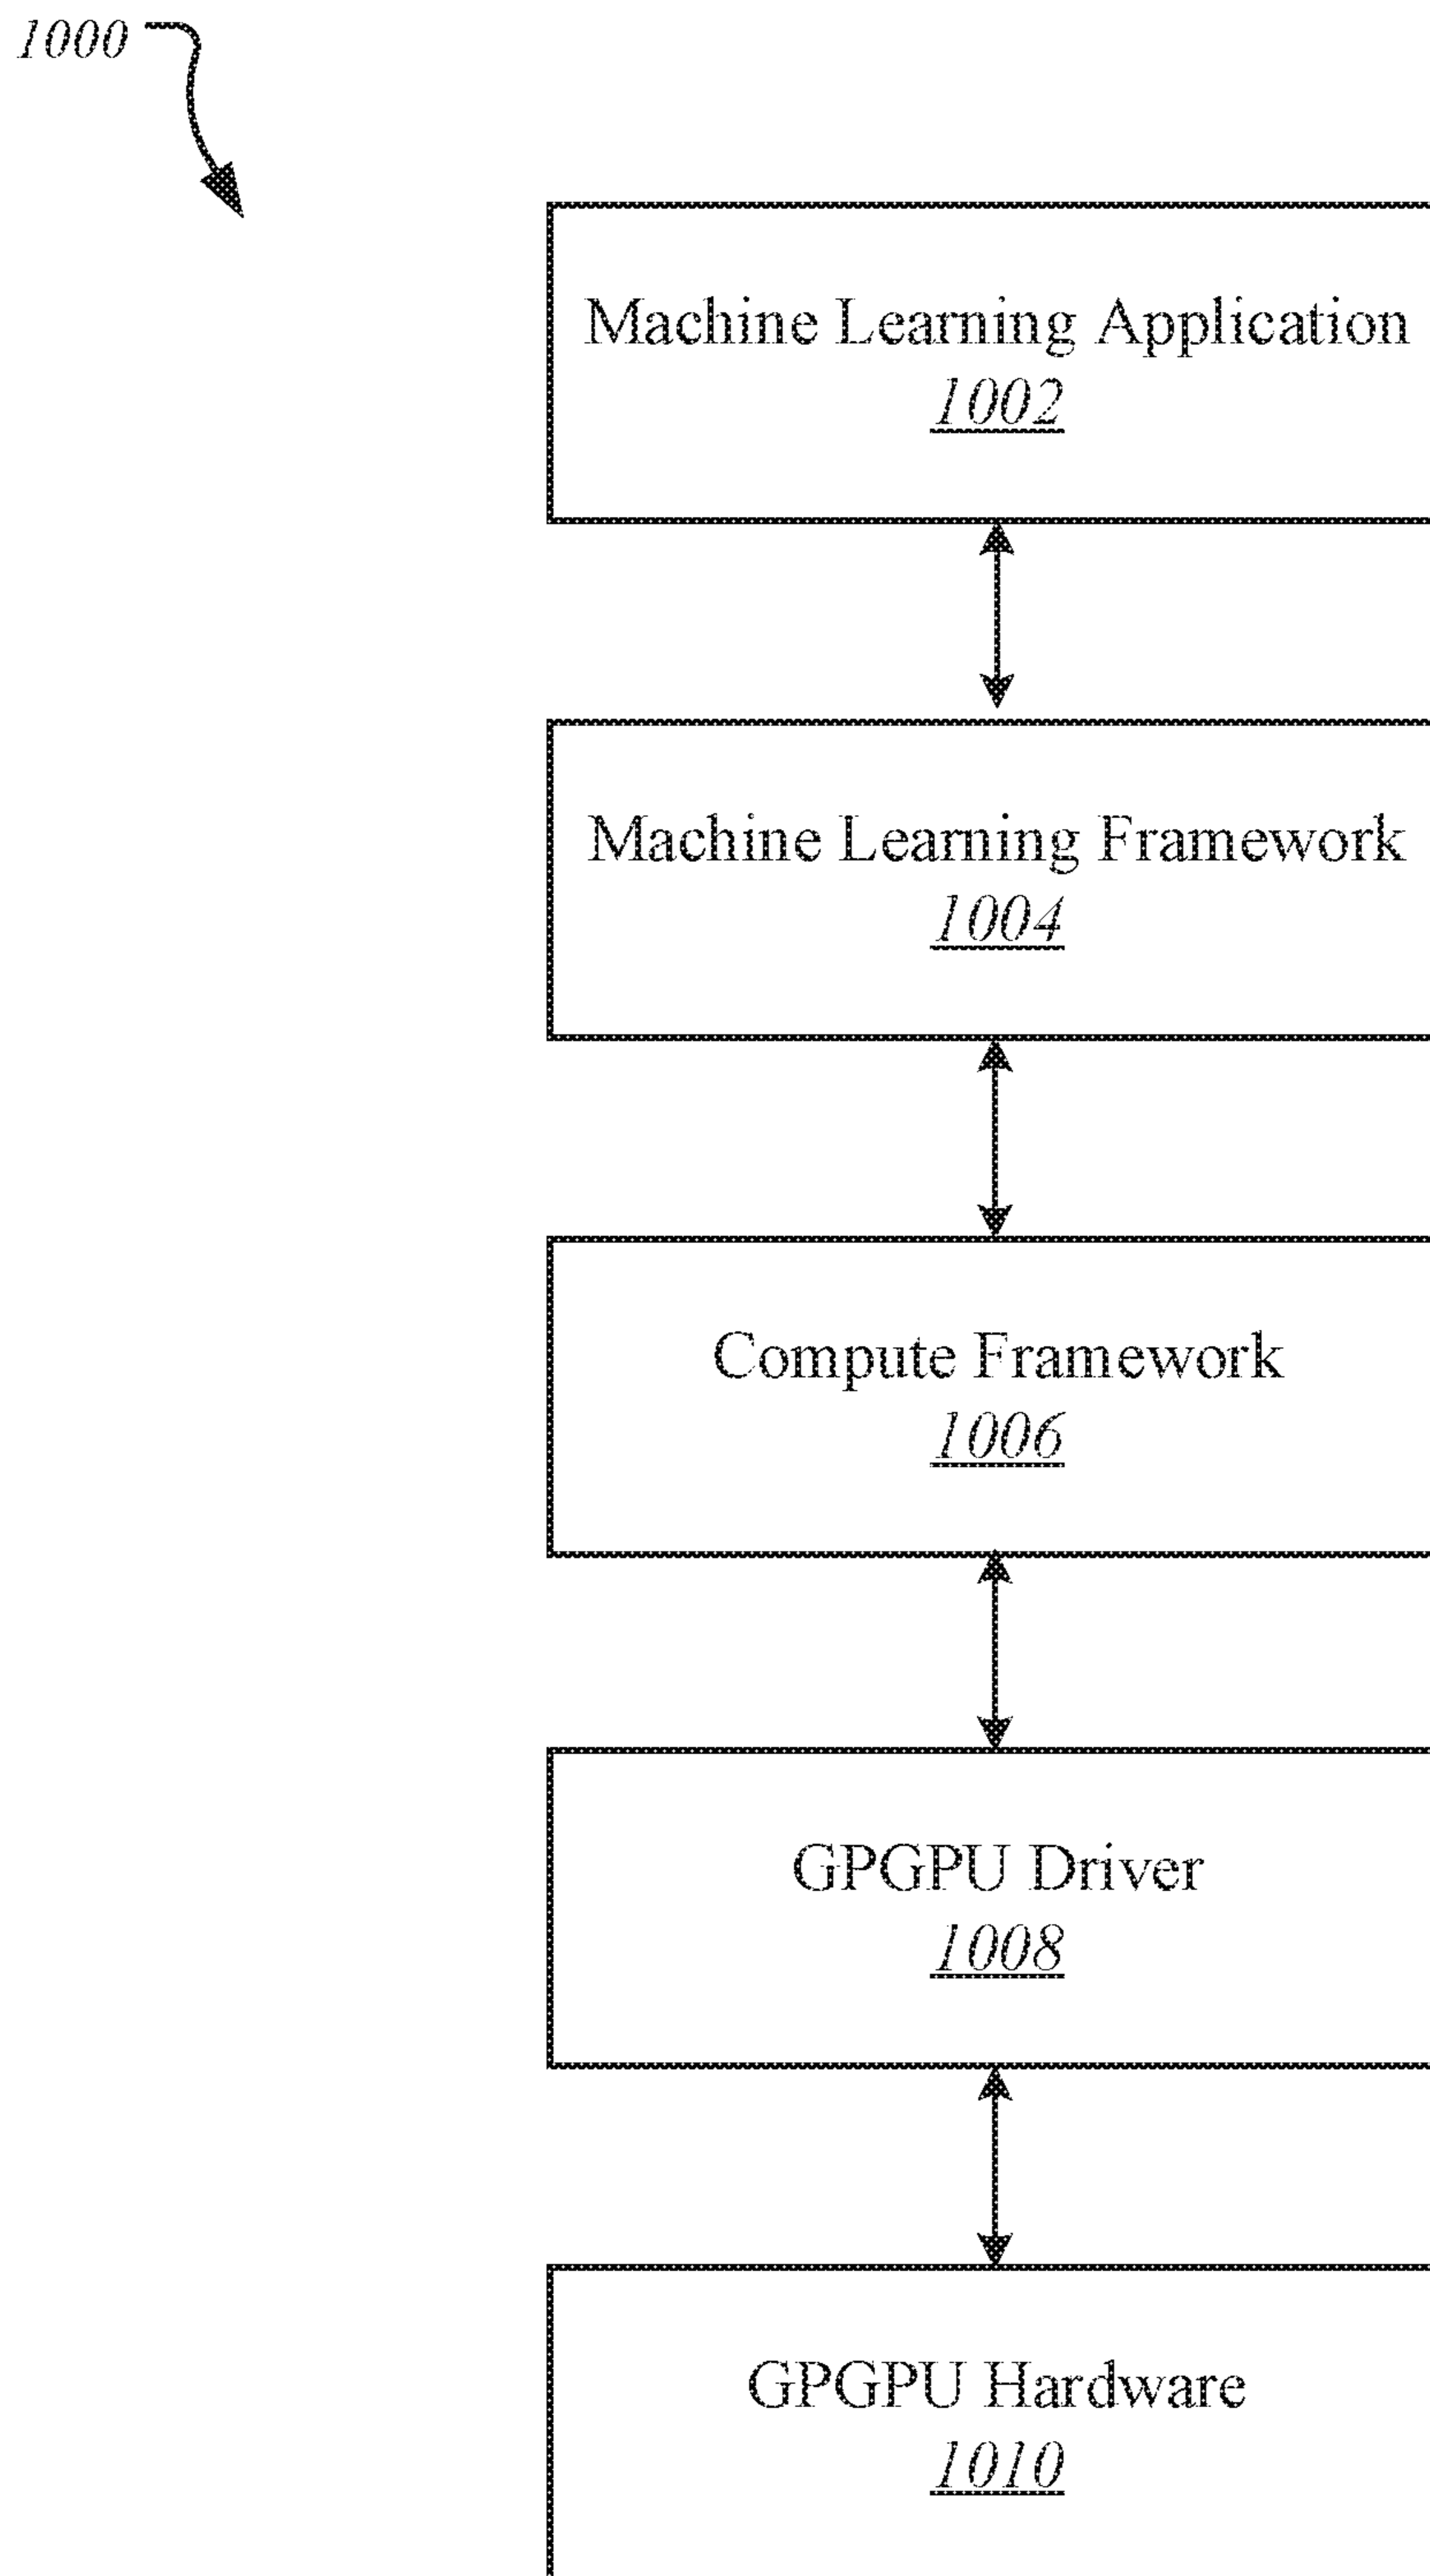 1000
Machine Learning Application
1002
Machine Learning Framework
1004
Compute Framework
1006
GPGPU Driver
1008
GPGPU Hardware
1010